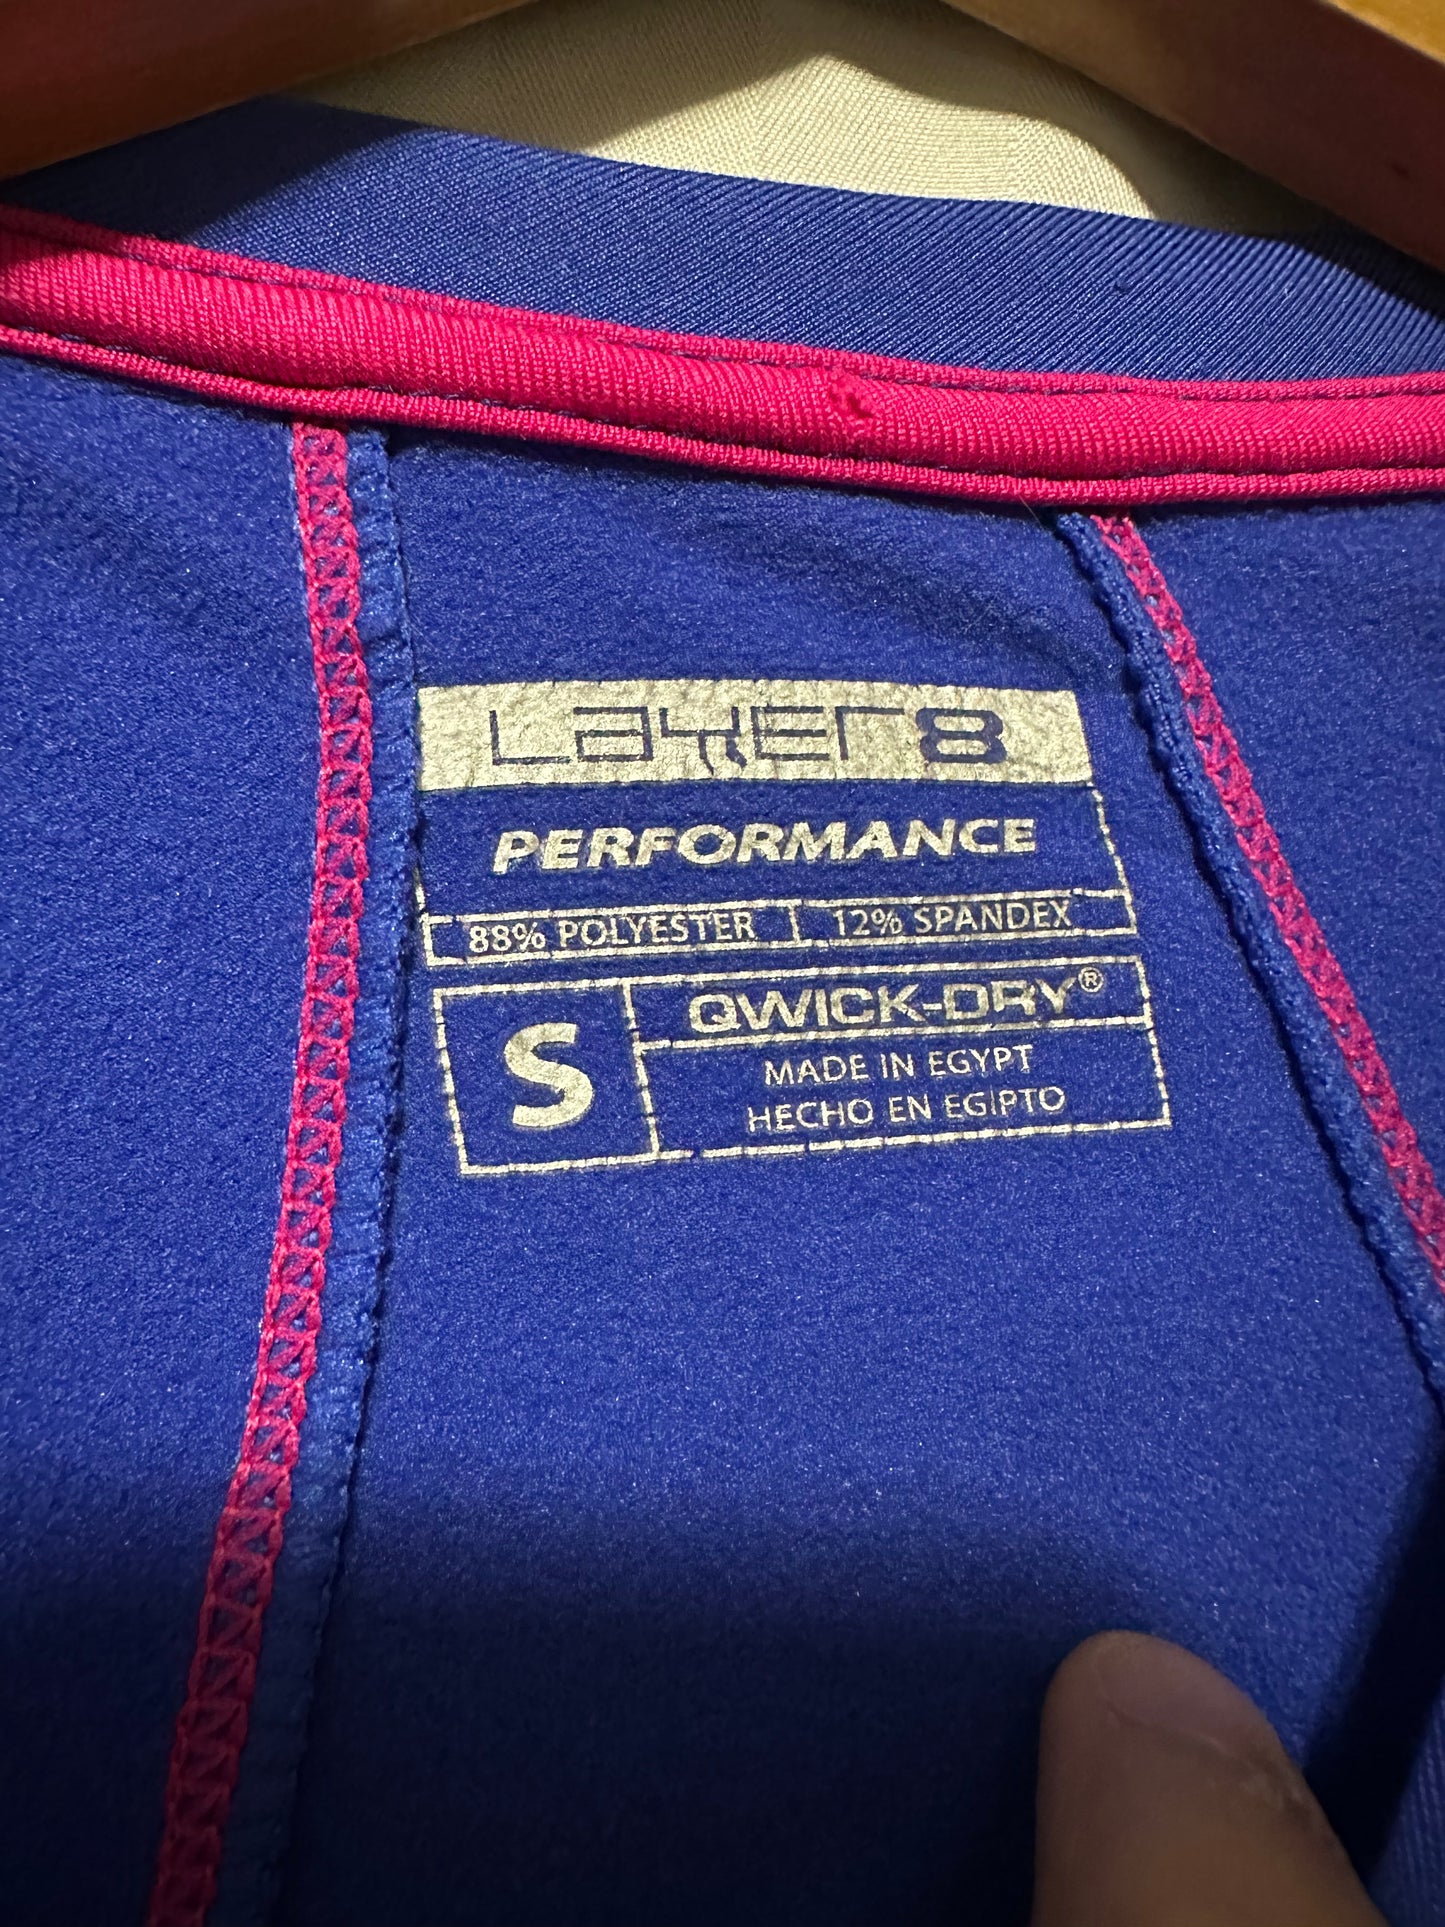 Layer8
PERFORMANCE
88% POLYESTER 12% SPANDEX
S
QWICK-DRY®
MADE IN EGYPT
HECHO EN EGIPTO